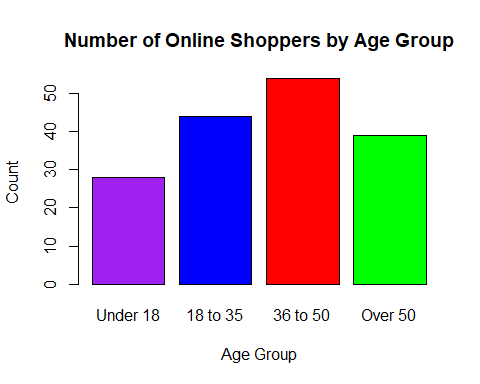 Number of Online Shoppers by Age Group
Count
50
40
30
20
10
0
Under 18 18 to 35 36 to 50 Over 50
Age Group